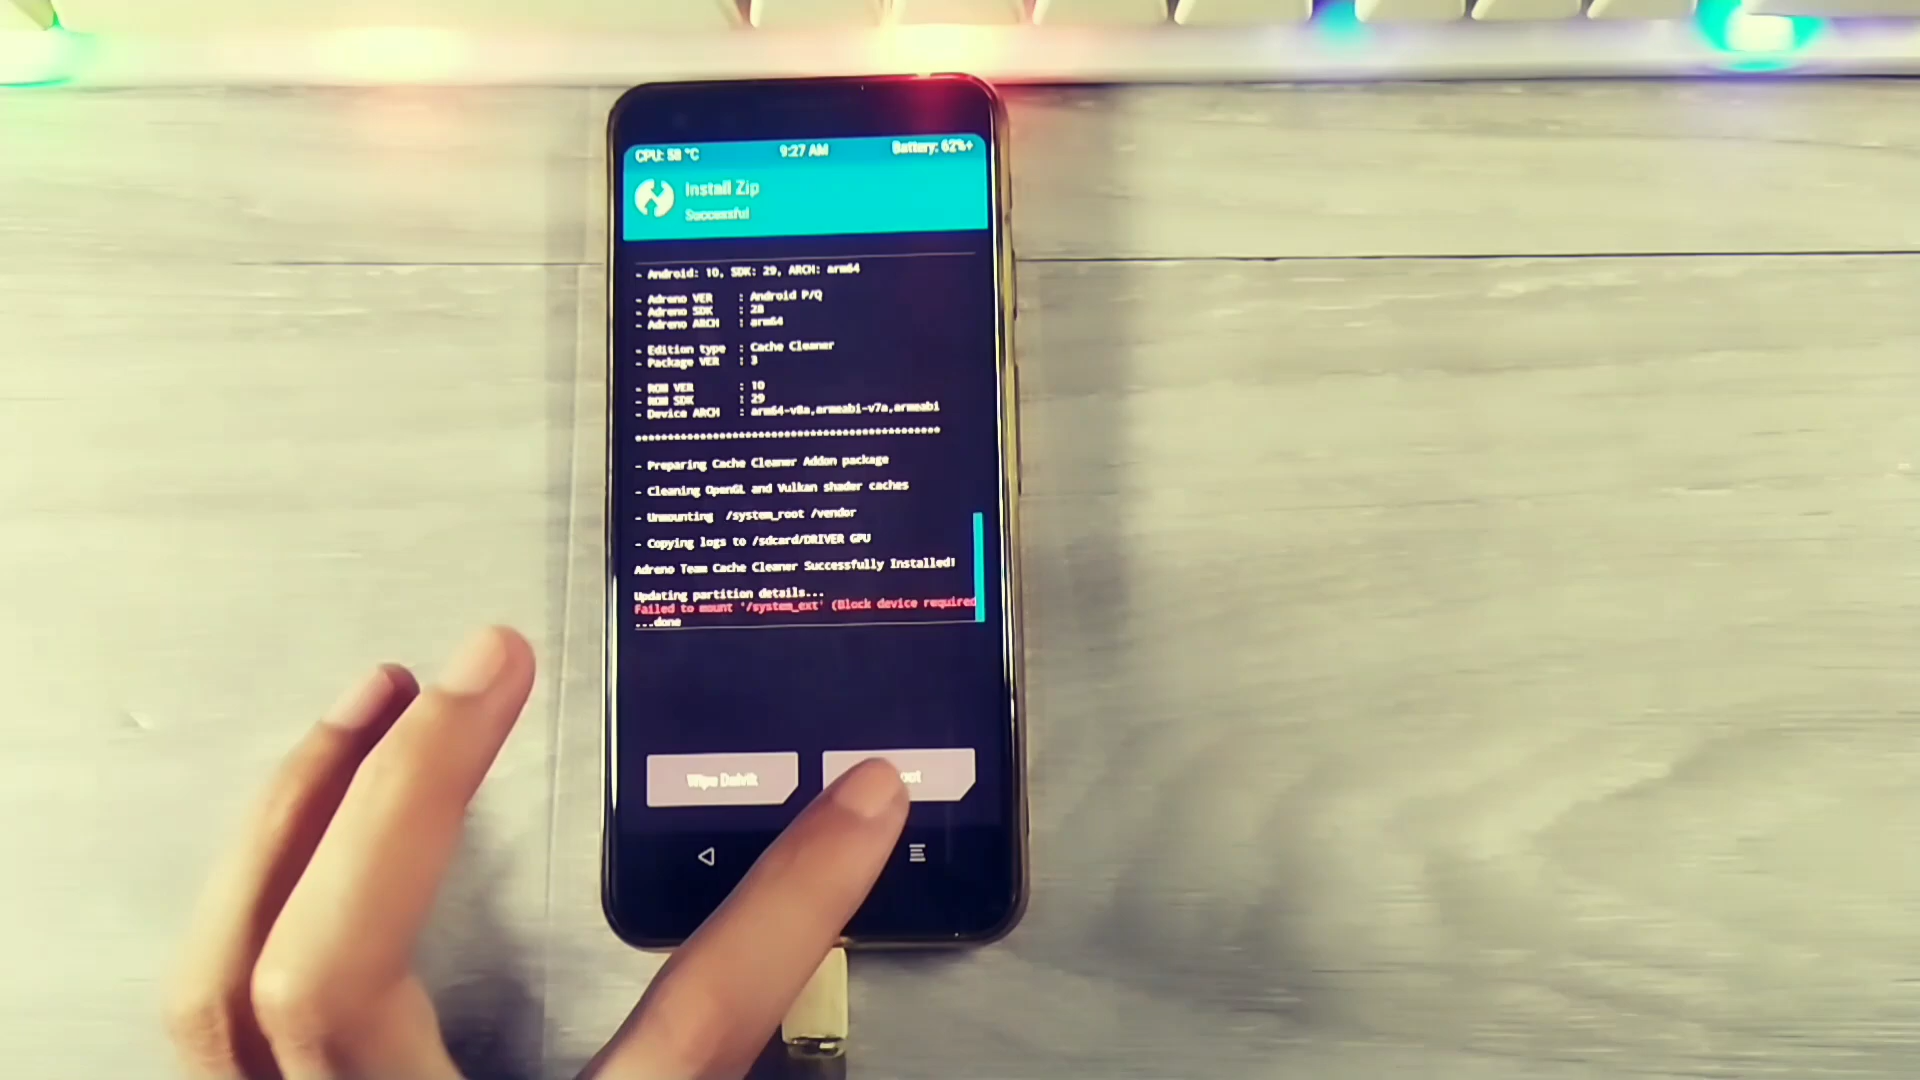 CPU: 58 °C 9:27 AM Battery: 62%+
Install Zip
Successful
- Android: 10, SDK: 29, ARCH: arm64
- Adreno VER : Android P/Q
- Adreno SDK : 28
- Adreno ARCH : arm64
- Edition type : Cache Cleaner
- Package VER : 3
- ROM VER : 10
- ROM SDK : 29
- Device ARCH : arm64-v8a,armeabi-v7a,armeabi
***********************************************
- Preparing Cache Cleaner Addon package
- Cleaning OpenGL and Vulkan shader caches
- Unmounting /system_root /vendor
- Copying logs to /sdcard/DRIVER GPU
Adreno Team Cache Cleaner Successfully Installed!
Updating partition details...
Failed to mount '/system_ext' (Block device required
...done
Wipe Dalvik